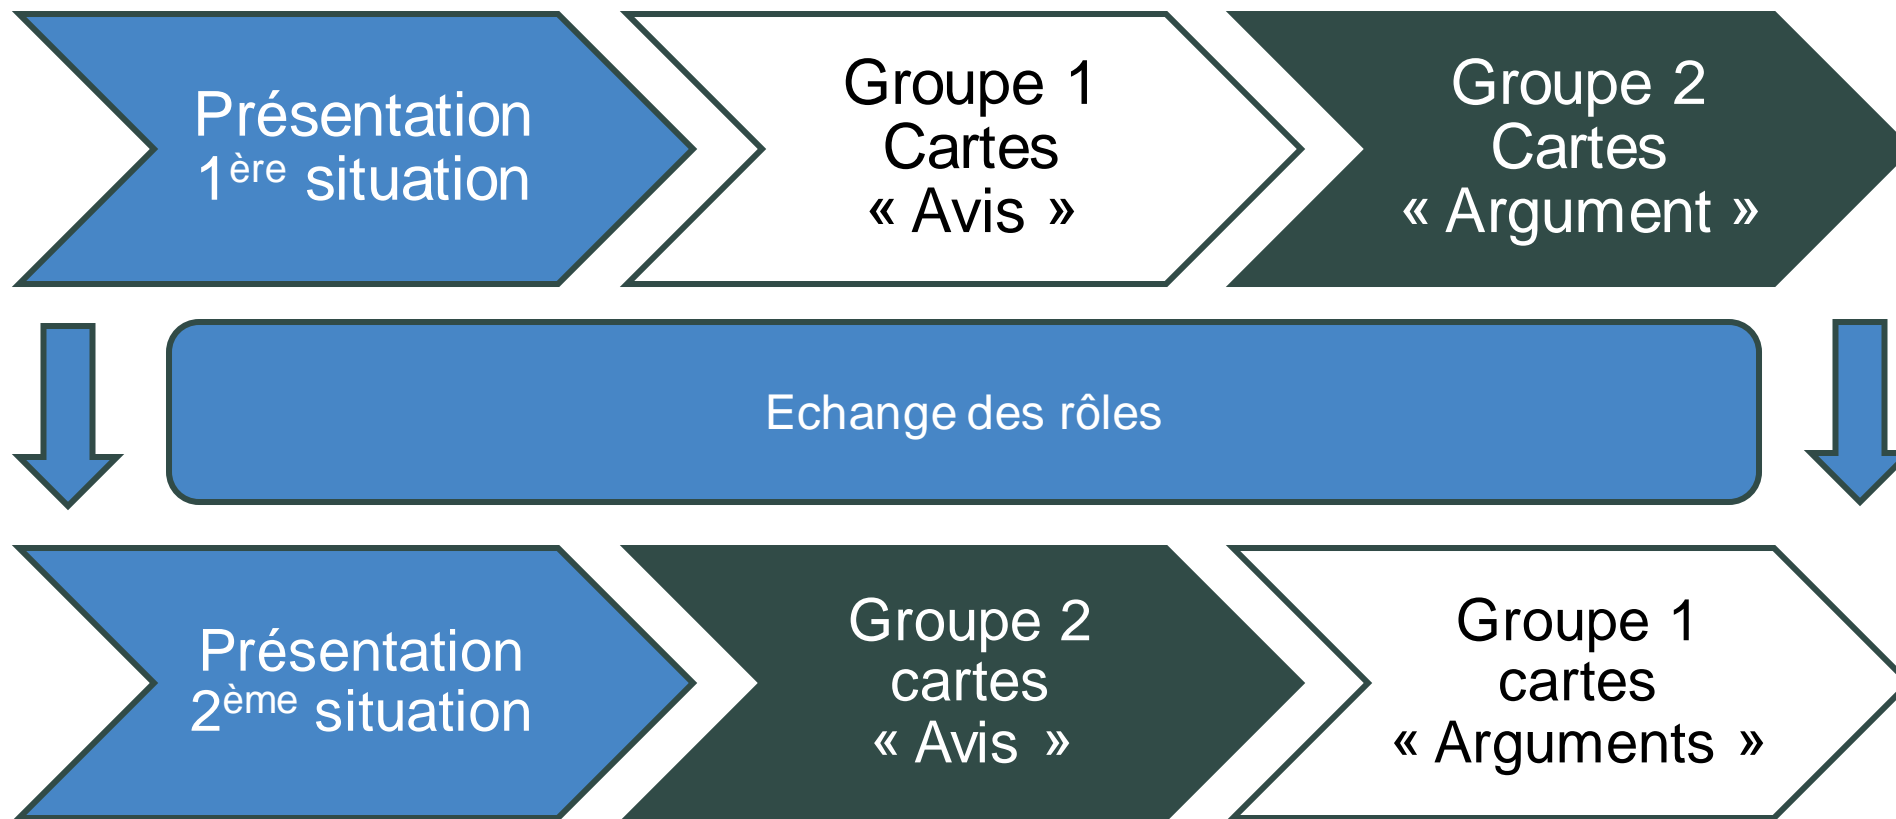 Présentation
1ère situation
Groupe 1
Cartes
« Avis »
Groupe 2
Cartes
« Argument »
Echange des rôles
Présentation
2ème situation
Groupe 2
cartes
« Avis »
Groupe 1
cartes
« Arguments »